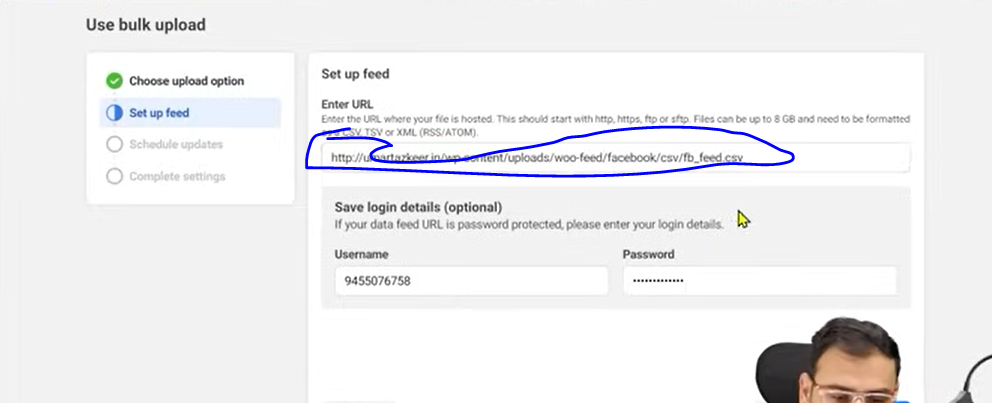 Use bulk upload
Choose upload option
Set up feed
Schedule updates
Complete settings
Set up feed
Enter URL
Enter the URL where your file is hosted. This should start with http, https, ftp or sftp. Files can be up to 8 GB and need to be formatted
as a CSV, TSV or XML (RSS/ATOM).
http://umartazkeer.in/wp-content/uploads/woo-feed/facebook/csv/fb_feed.csv
Save login details (optional)
If your data feed URL is password protected, please enter your login details.
Username
Password
9455076758
•••••••••••••